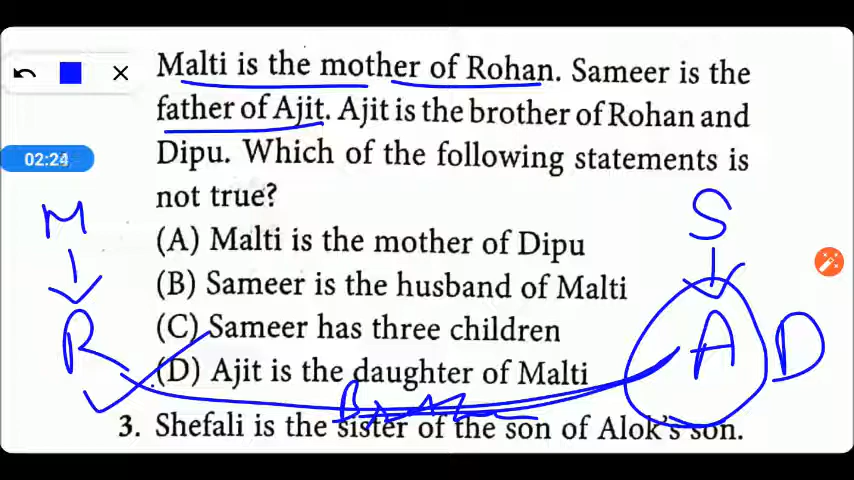 Malti is the mother of Rohan. Sameer is the
father of Ajit. Ajit is the brother of Rohan and
Dipu. Which of the following statements is
02:24
not true?
M
S
(A) Malti is the mother of Dipu
(B) Sameer is the husband of Malti
(C) Sameer has three children
R
A
D
(D) Ajit is the daughter of Malti
3. Shefali is the sister of the son of Alok's son.